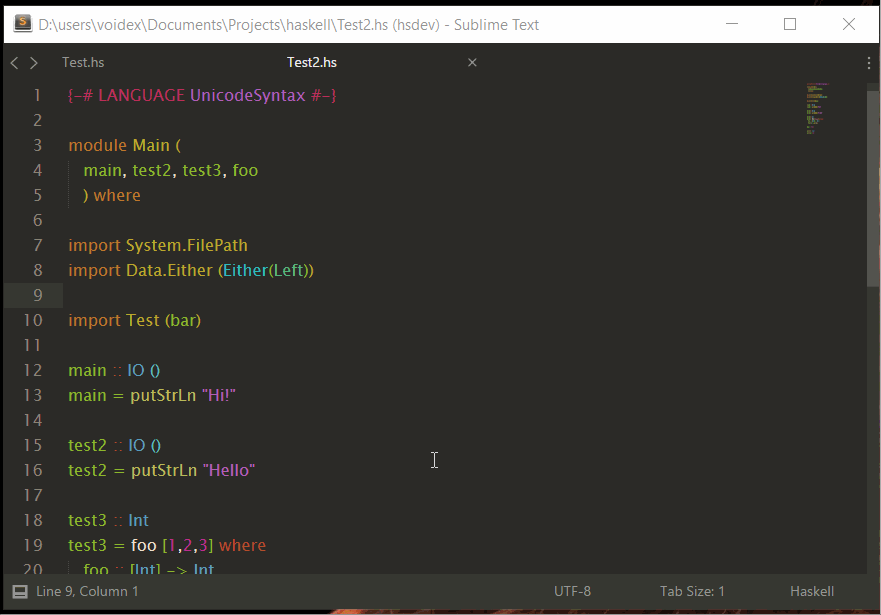 D:\users\voidex\Documents\Projects\haskell\Test2.hs (hsdev) - Sublime Text
Test.hs Test2.hs
1 {-# LANGUAGE UnicodeSyntax #-}
2
3 module Main (
4 main, test2, test3, foo
5 ) where
6
7 import System.FilePath
8 import Data.Either (Either(Left))
9
10 import Test (bar)
11
12 main :: IO ()
13 main = putStrLn "Hi!"
14
15 test2 :: IO ()
16 test2 = putStrLn "Hello"
17
18 test3 :: Int
19 test3 = foo [1,2,3] where
20 foo :: [Int] -> Int
Line 9, Column 1 UTF-8 Tab Size: 1 Haskell